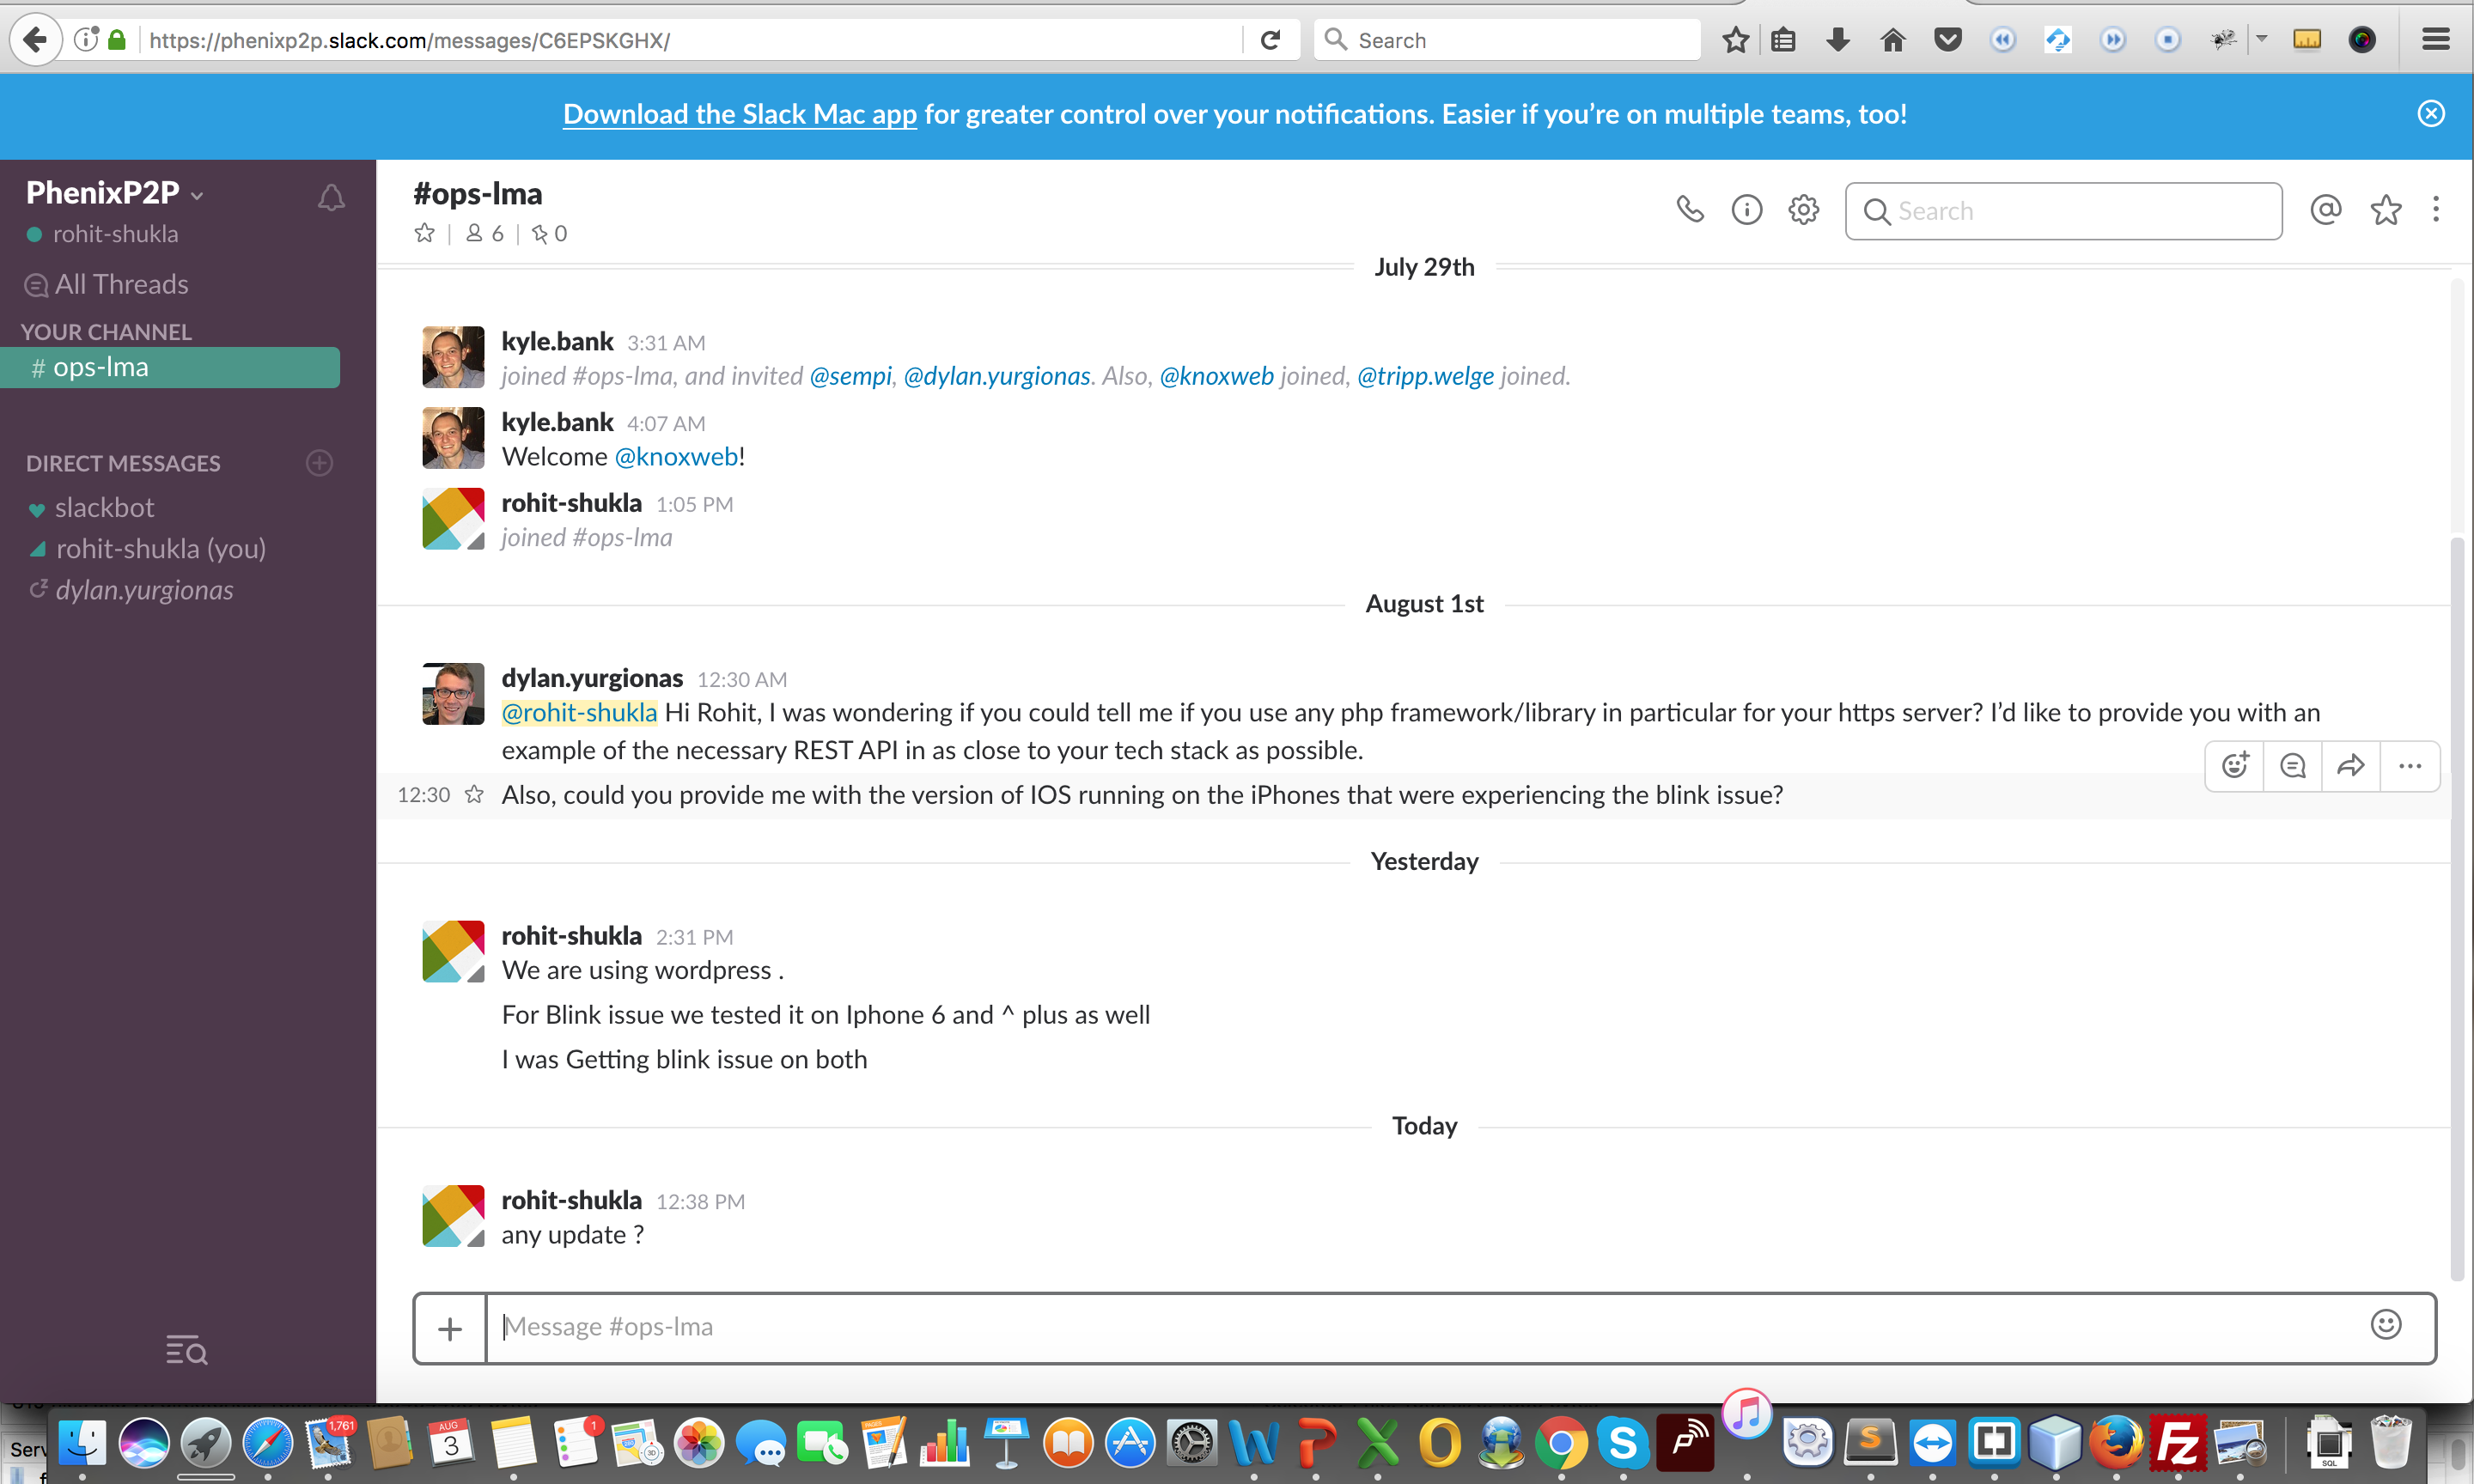 https://phenixp2p.slack.com/messages/C6EPSKGHX/
Search
Download the Slack Mac app for greater control over your notifications. Easier if you’re on multiple teams, too!
PhenixP2P
rohit-shukla
All Threads
YOUR CHANNEL
# ops-lma
DIRECT MESSAGES
slackbot
rohit-shukla (you)
dylan.yurgionas
#ops-lma
6
0
Search
July 29th
kyle.bank 3:31 AM
joined #ops-lma, and invited @sempi, @dylan.yurgionas. Also, @knoxweb joined, @tripp.welge joined.
kyle.bank 4:07 AM
Welcome @knoxweb!
rohit-shukla 1:05 PM
joined #ops-lma
August 1st
dylan.yurgionas 12:30 AM
@rohit-shukla Hi Rohit, I was wondering if you could tell me if you use any php framework/library in particular for your https server? I’d like to provide you with an
example of the necessary REST API in as close to your tech stack as possible.
12:30 Also, could you provide me with the version of IOS running on the iPhones that were experiencing the blink issue?
Yesterday
rohit-shukla 2:31 PM
We are using wordpress .
For Blink issue we tested it on Iphone 6 and ^ plus as well
I was Getting blink issue on both
Today
rohit-shukla 12:38 PM
any update ?
Message #ops-lma
Serv
1,761
AUG
3
1
PAGES
3D
W
P
X
O
S
S
Fz
SQL